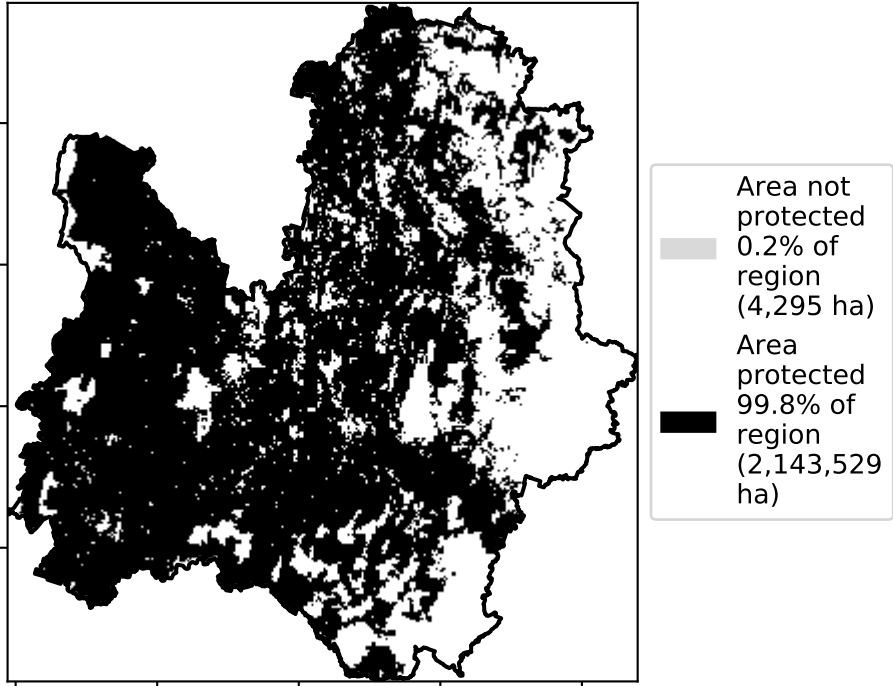 Area not
protected
0.2% of
region
(4,295 ha)
Area
protected
99.8% of
region
(2,143,529
ha)